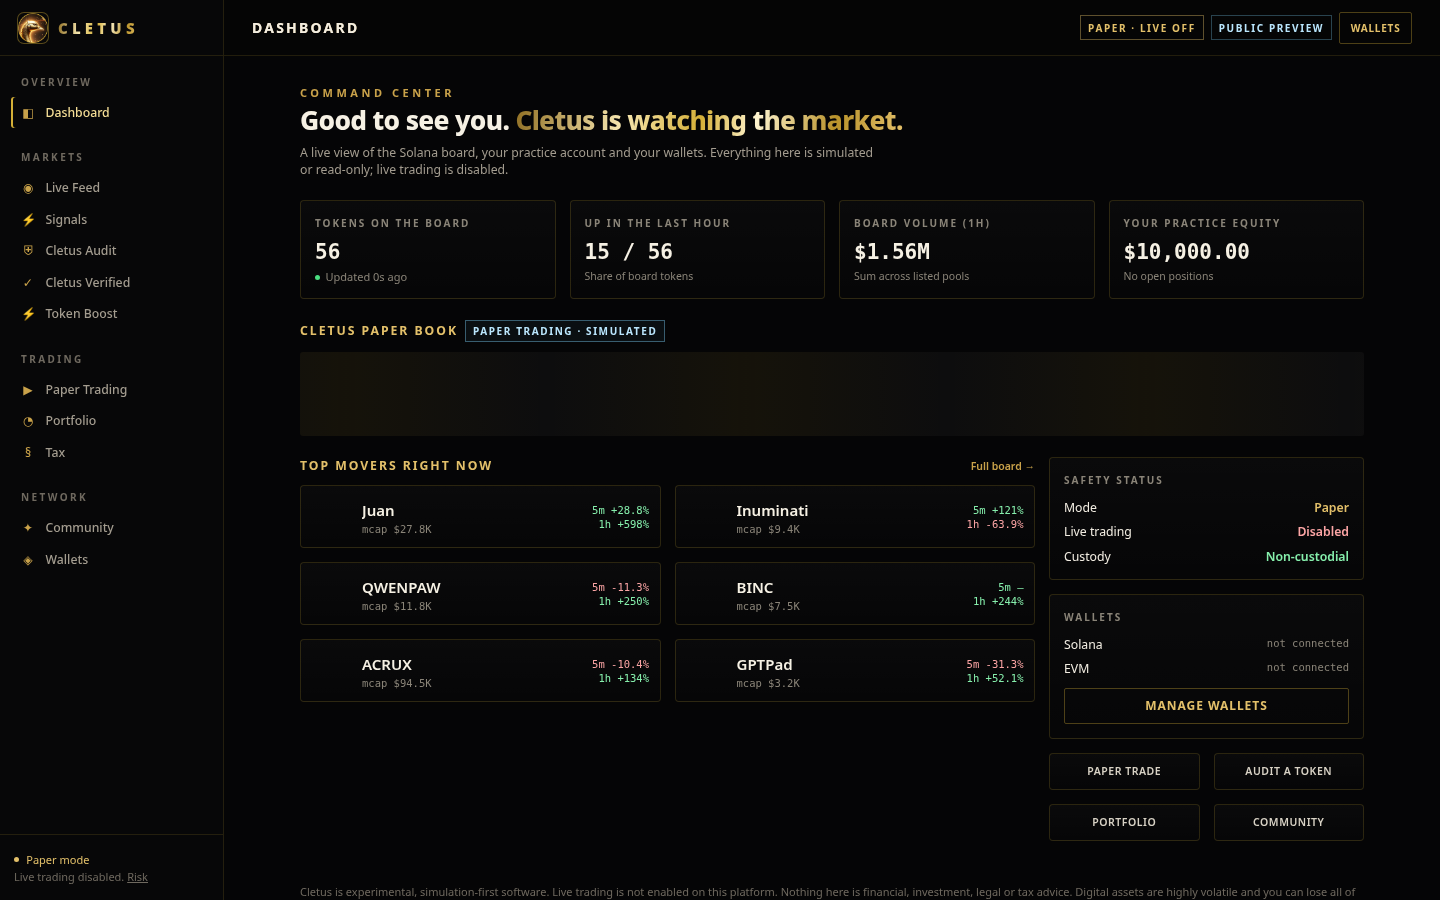 CLETUS
DASHBOARD
PAPER · LIVE OFF
PUBLIC PREVIEW
WALLETS
OVERVIEW
Dashboard
MARKETS
Live Feed
Signals
Cletus Audit
Cletus Verified
Token Boost
TRADING
Paper Trading
Portfolio
§ Tax
NETWORK
Community
Wallets
Paper mode
Live trading disabled. Risk
COMMAND CENTER
Good to see you. Cletus is watching the market.
A live view of the Solana board, your practice account and your wallets. Everything here is simulated
or read-only; live trading is disabled.
TOKENS ON THE BOARD
56
Updated 0s ago
UP IN THE LAST HOUR
15 / 56
Share of board tokens
BOARD VOLUME (1H)
$1.56M
Sum across listed pools
YOUR PRACTICE EQUITY
$10,000.00
No open positions
CLETUS PAPER BOOK
PAPER TRADING · SIMULATED
TOP MOVERS RIGHT NOW
Full board →
Juan
mcap $27.8K
5m +28.8%
1h +598%
Inuminati
mcap $9.4K
5m +121%
1h -63.9%
QWENPAW
mcap $11.8K
5m -11.3%
1h +250%
BINC
mcap $7.5K
5m —
1h +244%
ACRUX
mcap $94.5K
5m -10.4%
1h +134%
GPTPad
mcap $3.2K
5m -31.3%
1h +52.1%
SAFETY STATUS
Mode Paper
Live trading Disabled
Custody Non-custodial
WALLETS
Solana not connected
EVM not connected
MANAGE WALLETS
PAPER TRADE
AUDIT A TOKEN
PORTFOLIO
COMMUNITY
Cletus is experimental, simulation-first software. Live trading is not enabled on this platform. Nothing here is financial, investment, legal or tax advice. Digital assets are highly volatile and you can lose all of